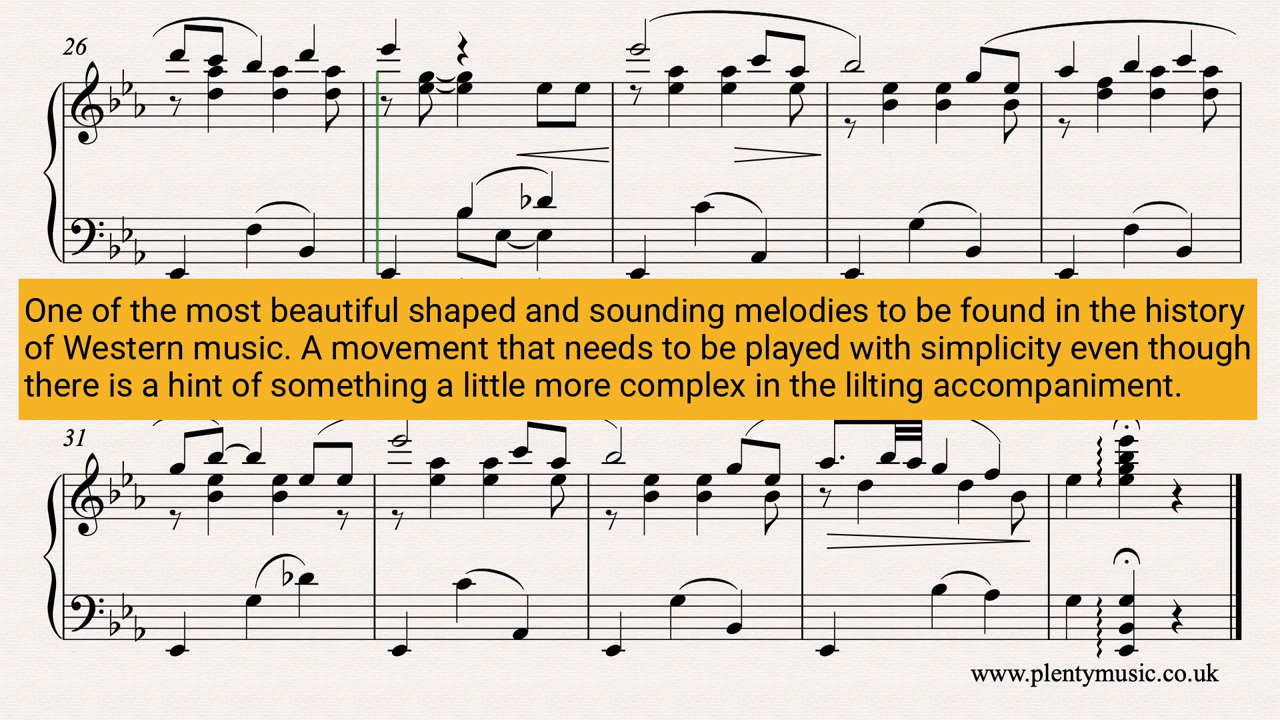 26
One of the most beautiful shaped and sounding melodies to be found in the history
of Western music. A movement that needs to be played with simplicity even though
there is a hint of something a little more complex in the lilting accompaniment.
31
www.plentymusic.co.uk